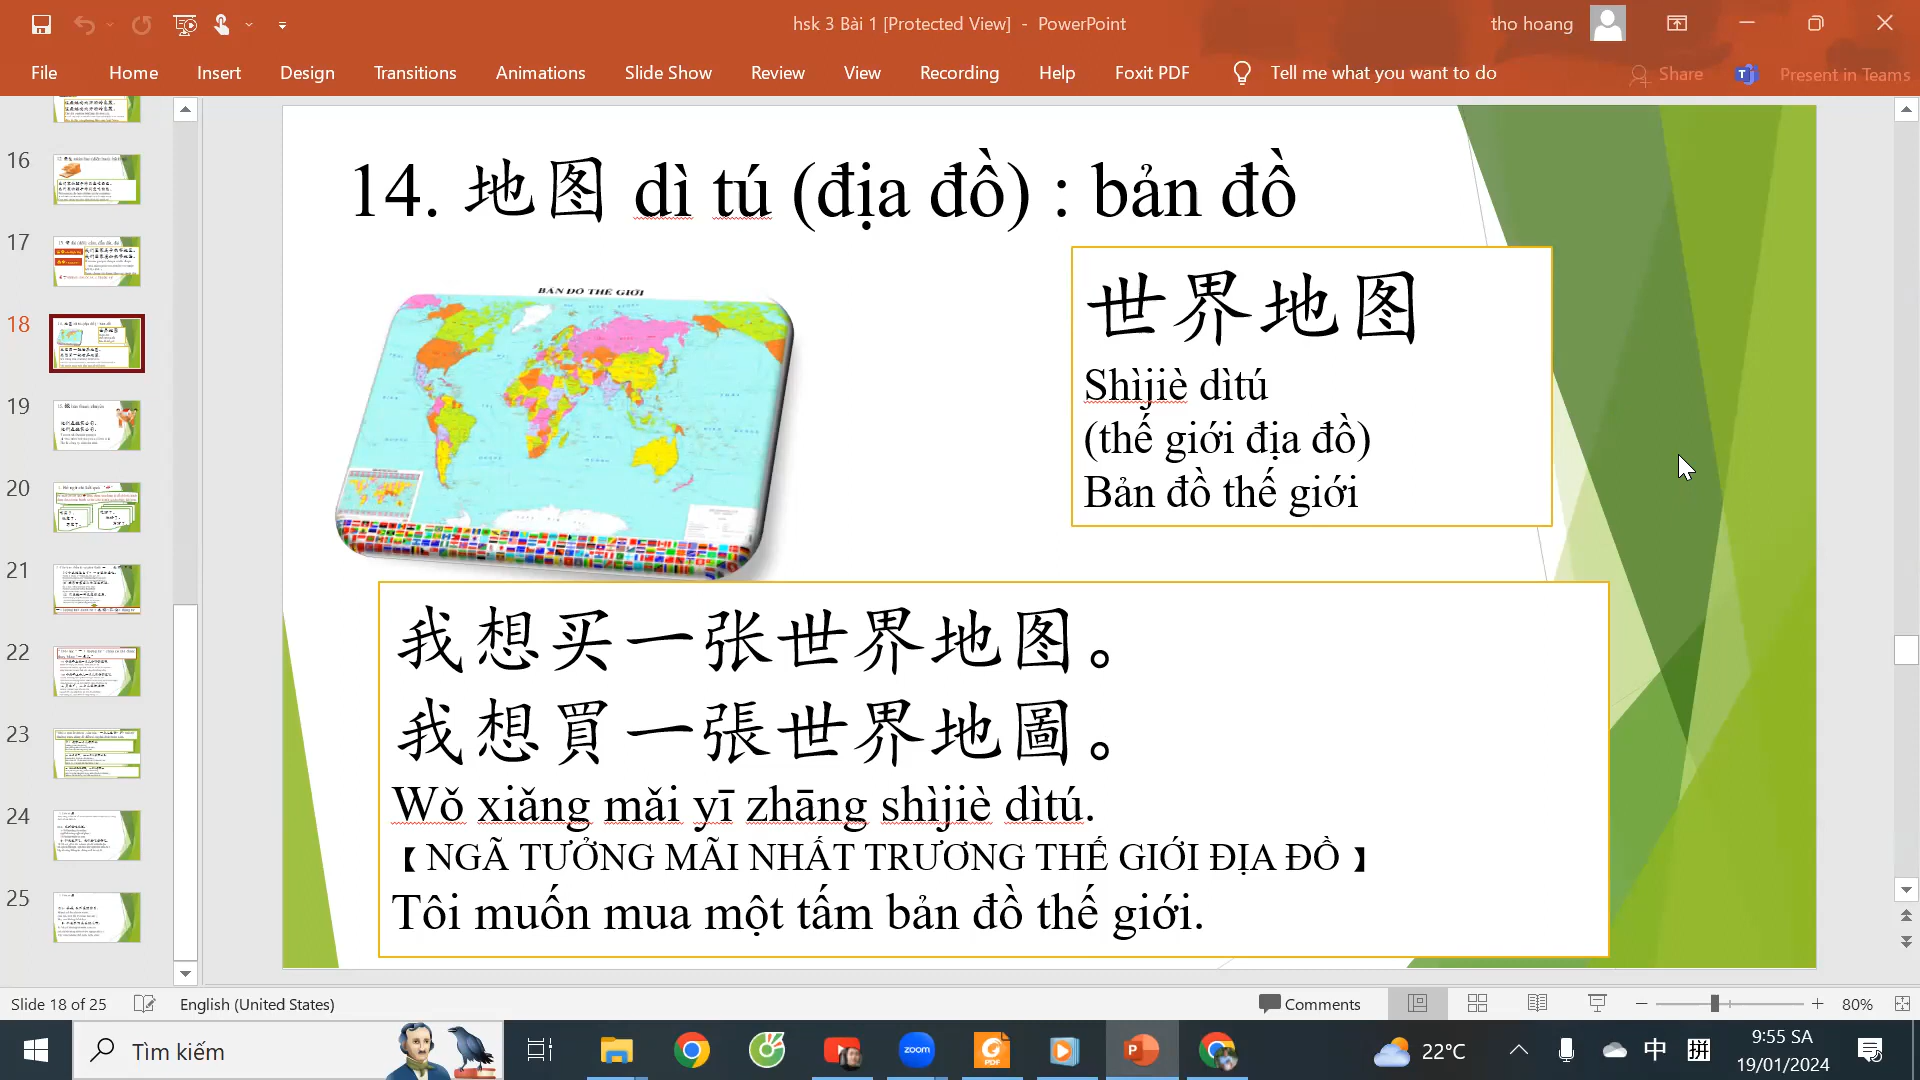 hsk 3 Bài 1 [Protected View] - PowerPoint
tho hoang
File Home Insert Design Transitions Animations Slide Show Review View Recording Help Foxit PDF Tell me what you want to do Share Present in Teams
16
17
18
19
20
21
22
23
24
25
14. 地图 dì tú (địa đồ) : bản đồ
BẢN ĐỒ THẾ GIỚI
世界地图
Shìjiè dìtú
(thế giới địa đồ)
Bản đồ thế giới
我想买一张世界地图。
我想買一張世界地圖。
Wǒ xiǎng mǎi yī zhāng shìjiè dìtú.
【 NGÃ TƯỞNG MÃI NHẤT TRƯƠNG THẾ GIỚI ĐỊA ĐỒ 】
Tôi muốn mua một tấm bản đồ thế giới.
Slide 18 of 25 English (United States) Comments 80%
Tìm kiếm
zoom
PDF
22°C
中 拼
9:55 SA
19/01/2024